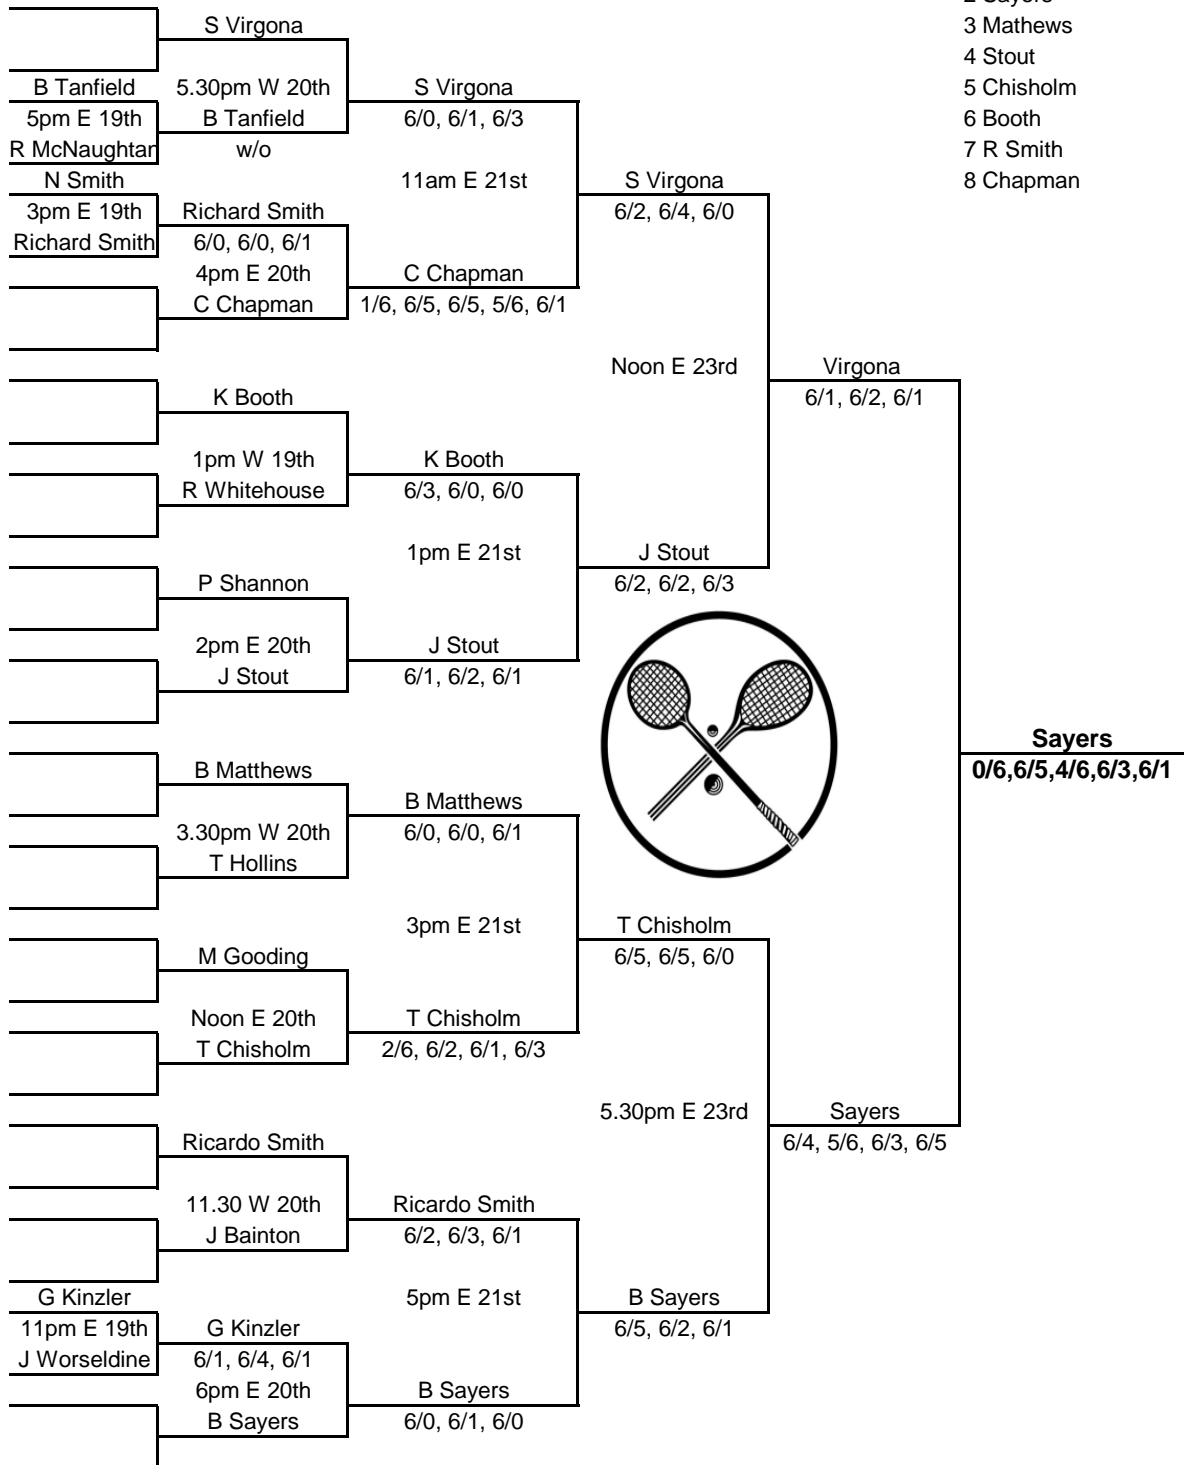 2 Sayers
S Virgona
3 Mathews
4 Stout
B Tanfield
5.30pm W 20th
S Virgona
5 Chisholm
5pm E 19th
B Tanfield
6/0, 6/1, 6/3
6 Booth
R McNaughtan
w/o
7 R Smith
N Smith
11am E 21st
S Virgona
8 Chapman
3pm E 19th
Richard Smith
6/2, 6/4, 6/0
Richard Smith
6/0, 6/0, 6/1
4pm E 20th
C Chapman
C Chapman
1/6, 6/5, 6/5, 5/6, 6/1
Noon E 23rd
Virgona
K Booth
6/1, 6/2, 6/1
1pm W 19th
K Booth
R Whitehouse
6/3, 6/0, 6/0
1pm E 21st
J Stout
P Shannon
6/2, 6/2, 6/3
2pm E 20th
J Stout
J Stout
6/1, 6/2, 6/1
Sayers
B Matthews
0/6,6/5,4/6,6/3,6/1
B Matthews
3.30pm W 20th
6/0, 6/0, 6/1
T Hollins
3pm E 21st
T Chisholm
M Gooding
6/5, 6/5, 6/0
Noon E 20th
T Chisholm
T Chisholm
2/6, 6/2, 6/1, 6/3
5.30pm E 23rd
Sayers
Ricardo Smith
6/4, 5/6, 6/3, 6/5
11.30 W 20th
Ricardo Smith
J Bainton
6/2, 6/3, 6/1
G Kinzler
5pm E 21st
B Sayers
11pm E 19th
G Kinzler
6/5, 6/2, 6/1
J Worseldine
6/1, 6/4, 6/1
6pm E 20th
B Sayers
B Sayers
6/0, 6/1, 6/0